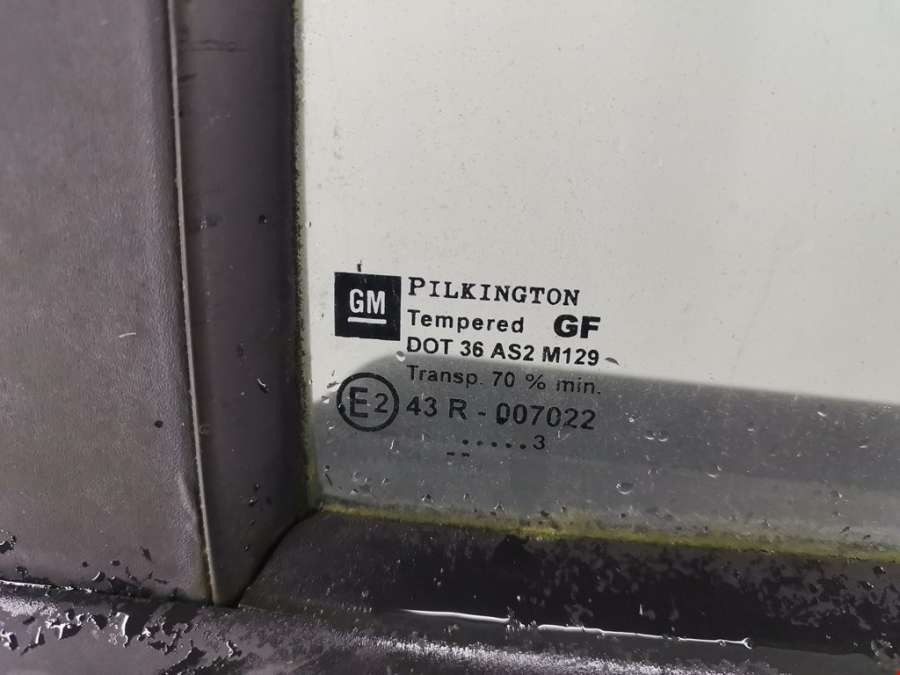 GM
PILKINGTON
Tempered GF
DOT 36 AS2 M129
Transp. 70 % min.
E2 43 R - 007022
.....3
--